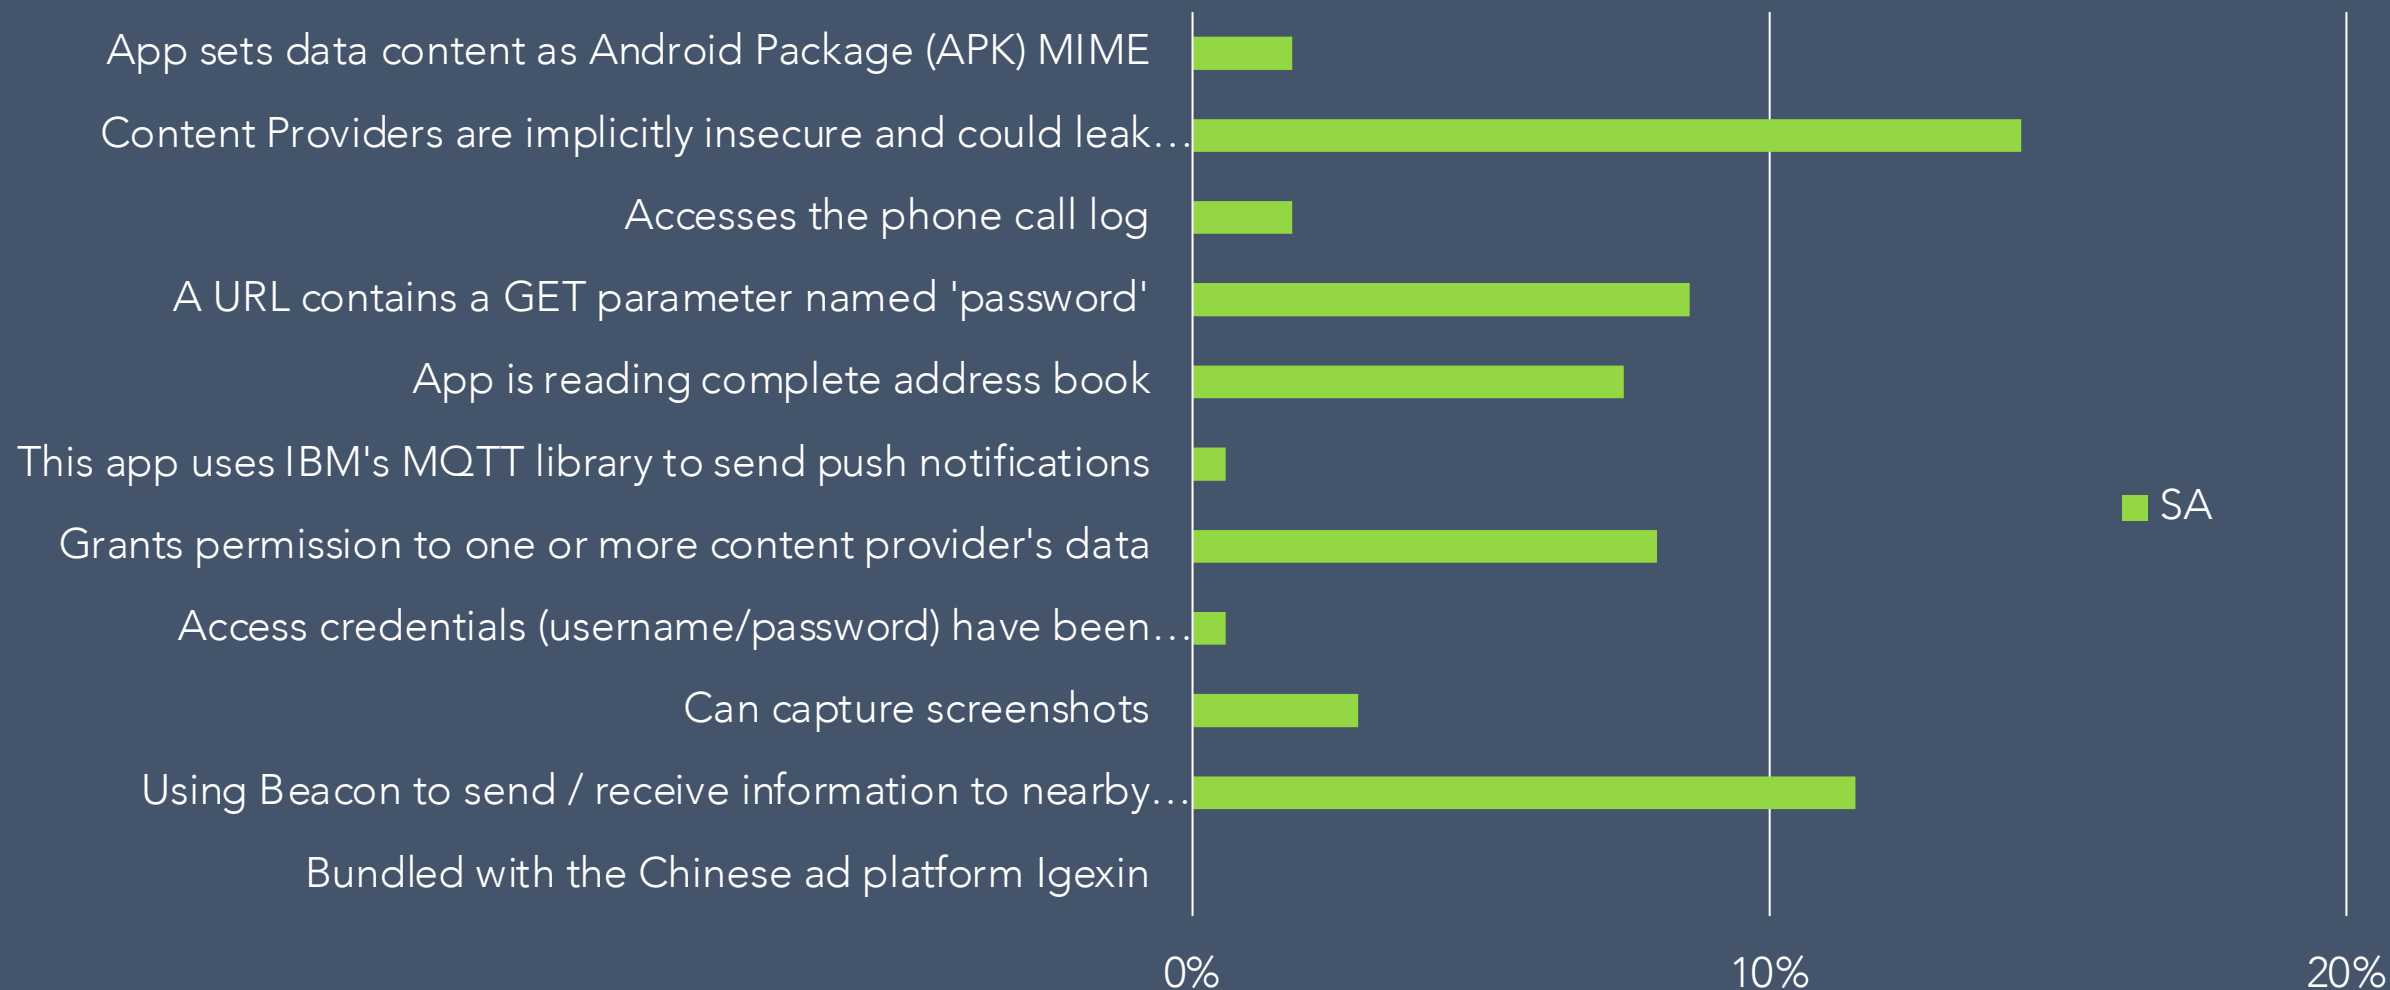 App sets data content as Android Package (APK) MIME
Content Providers are implicitly insecure and could leak…
Accesses the phone call log
A URL contains a GET parameter named 'password'
App is reading complete address book
This app uses IBM's MQTT library to send push notifications
Grants permission to one or more content provider's data
Access credentials (username/password) have been…
Can capture screenshots
Using Beacon to send / receive information to nearby…
Bundled with the Chinese ad platform Igexin
SA
0% 10% 20%